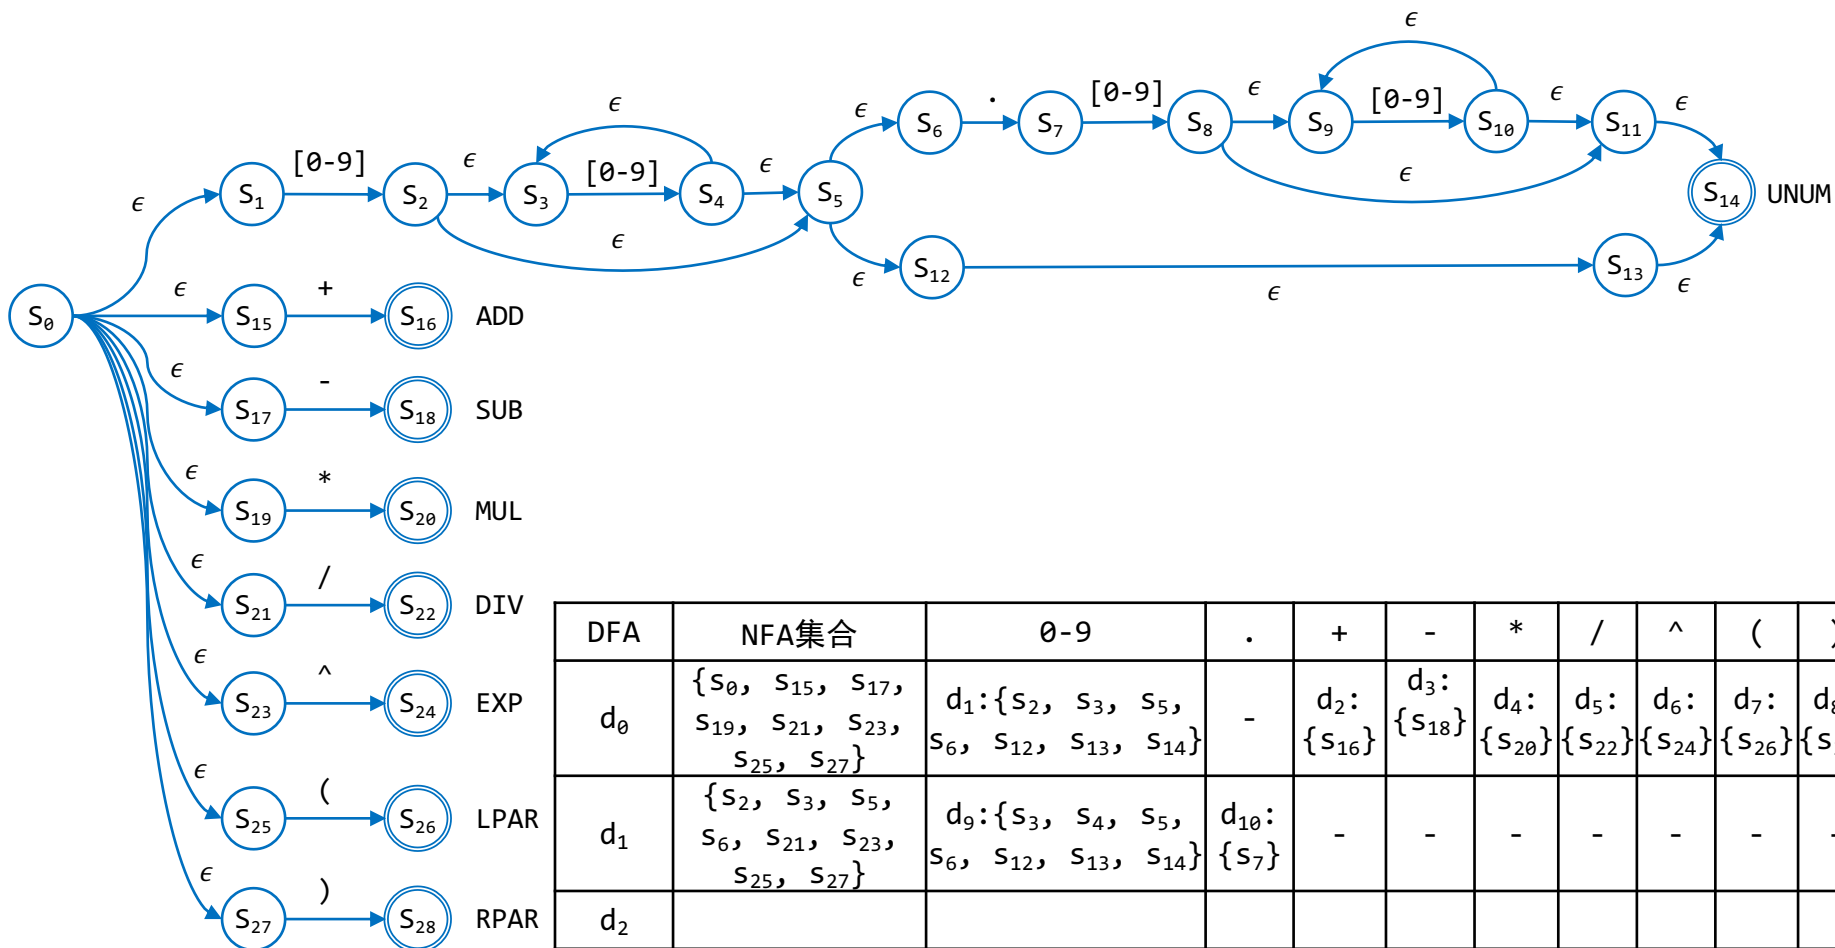 ϵ
ϵ . [0-9] ϵ [0-9] ϵ ϵ
S₆ S₇ S₈ S₉ S₁₀ S₁₁
ϵ
[0-9] ϵ [0-9] ϵ ϵ
S₁ S₂ S₃ S₄ S₅ S₁₄ UNUM
ϵ ϵ
ϵ S₁₂ ϵ S₁₃ ϵ
S₀ ϵ S₁₅ + S₁₆ ADD
ϵ S₁₇ - S₁₈ SUB
ϵ S₁₉ * S₂₀ MUL
ϵ S₂₁ / S₂₂ DIV
ϵ S₂₃ ^ S₂₄ EXP
ϵ S₂₅ ( S₂₆ LPAR
ϵ S₂₇ ) S₂₈ RPAR
DFA NFA集合 0-9 . + - * / ^ (
d₀ {s₀, s₁₅, s₁₇,
s₁₉, s₂₁, s₂₃,
s₂₅, s₂₇}
d₁:{s₂, s₃, s₅,
s₆, s₁₂, s₁₃, s₁₄}
-
d₂:
{s₁₆}
d₃:
{s₁₈}
d₄:
{s₂₀}
d₅:
{s₂₂}
d₆:
{s₂₄}
d₇:
{s₂₆}
d₁ {s₂, s₃, s₅,
s₆, s₂₁, s₂₃,
s₂₅, s₂₇}
d₉:{s₃, s₄, s₅,
s₆, s₁₂, s₁₃, s₁₄}
d₁₀:
{s₇}
- - - - - - -
d₂